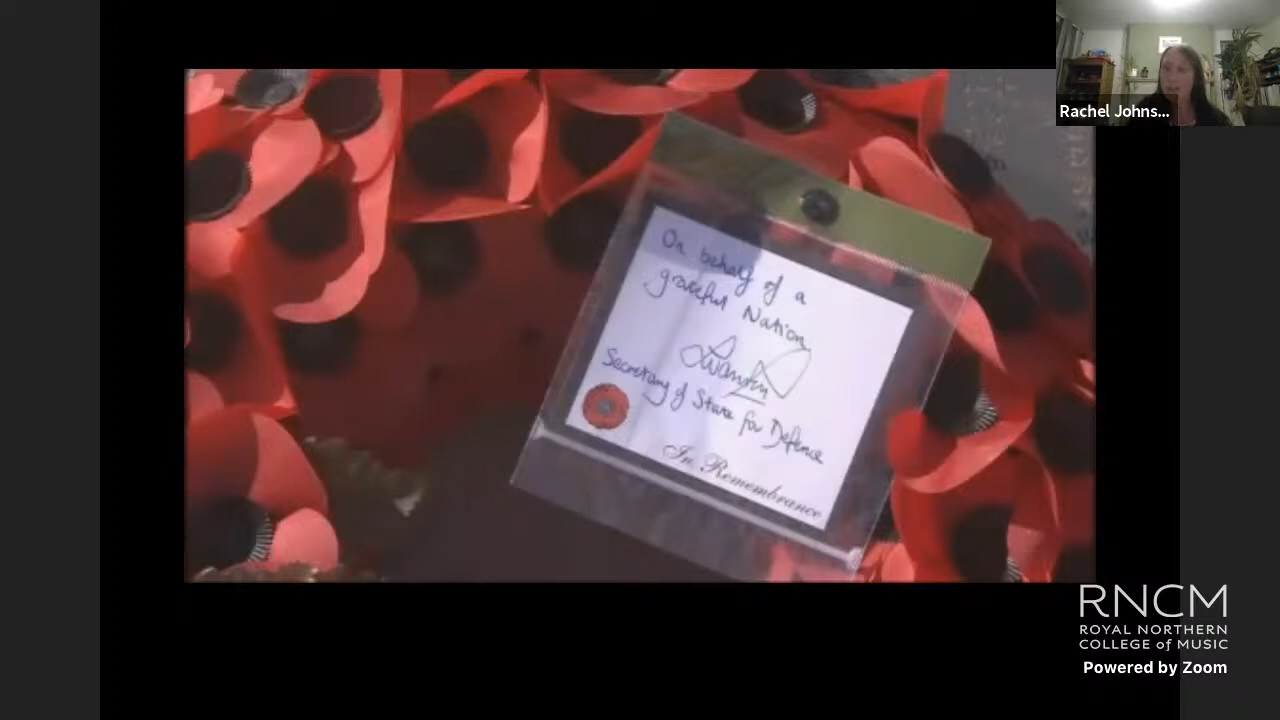 Rachel Johns...
On behalf of a
grateful Nation
Secretary of State for Defence
In Remembrance
RNCM
ROYAL NORTHERN
COLLEGE of MUSIC
Powered by Zoom